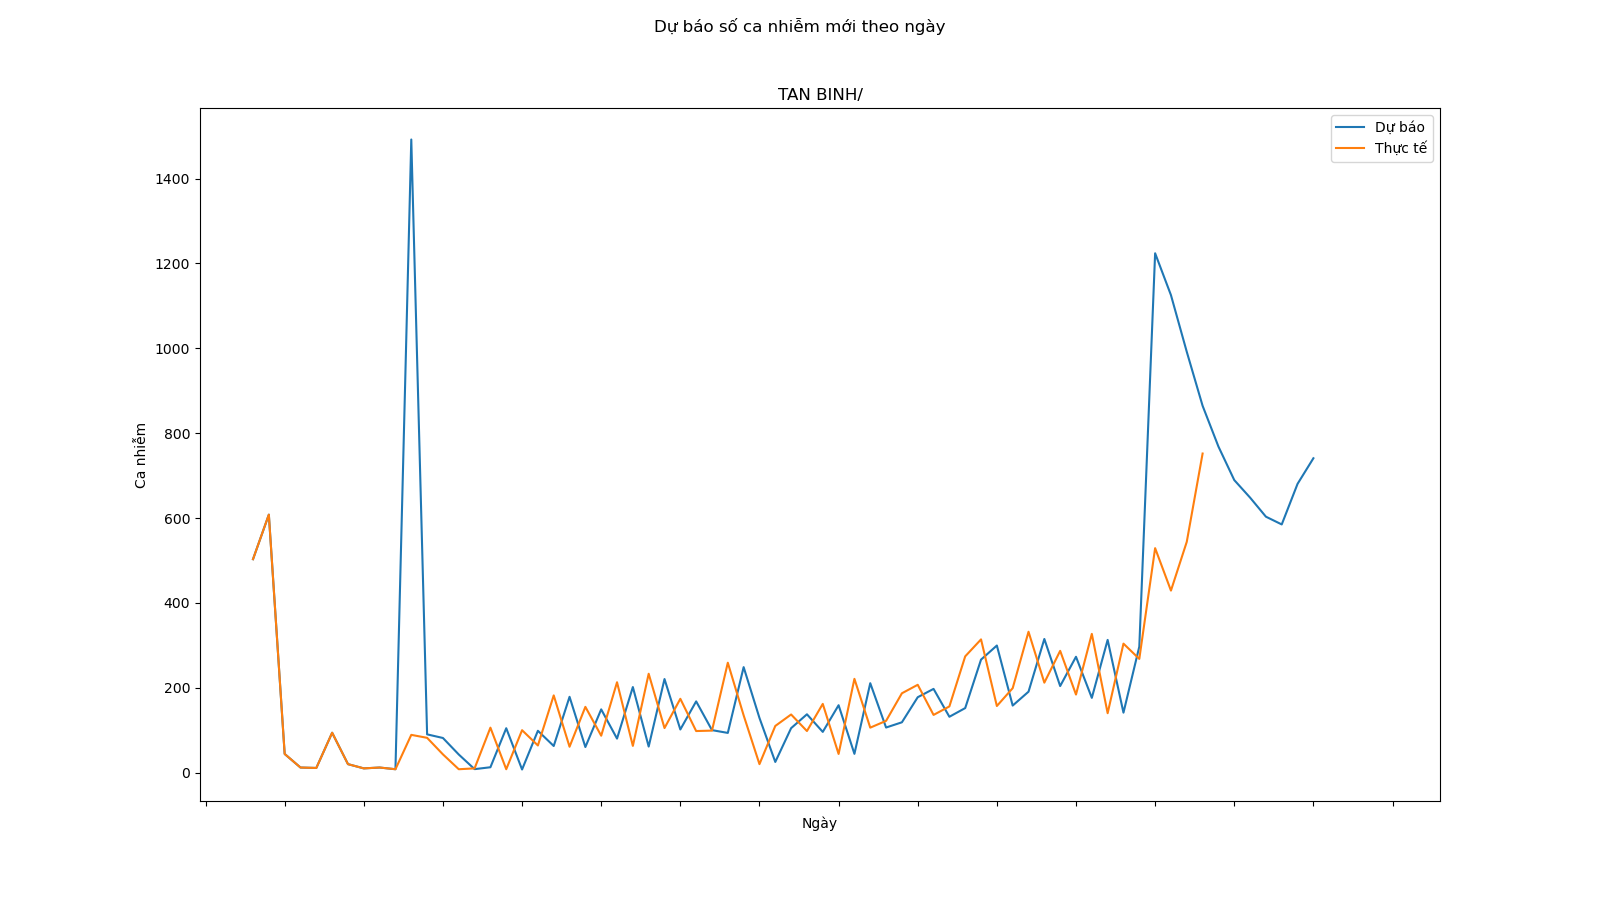 Dự báo số ca nhiễm mới theo ngày
TAN BINH/
Dự báo
Thực tế
1400
1200
1000
800
600
400
200
0
Ca nhiễm
Ngày